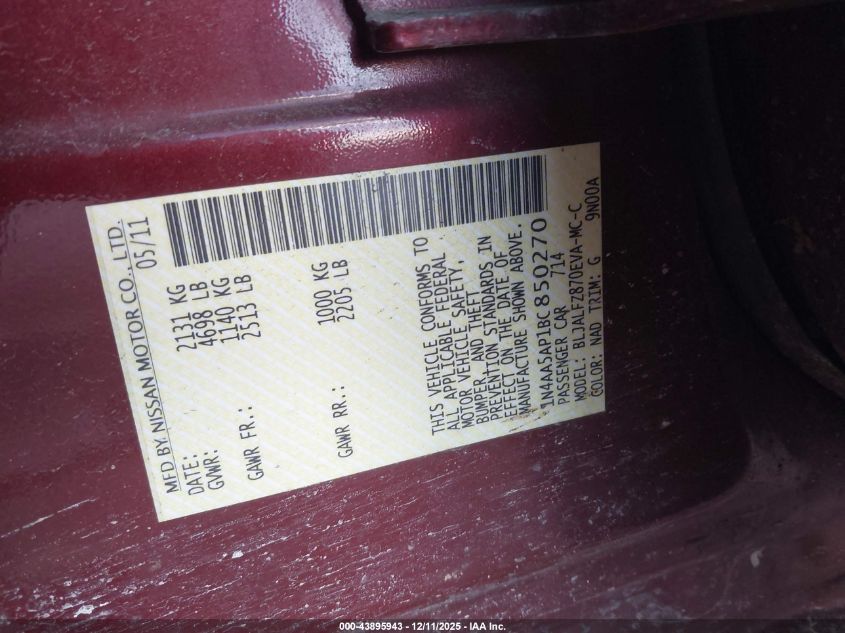 MFD BY NISSAN MOTOR CO., LTD.
DATE: 05/11
GVWR: 2131 KG
4698 LB
GAWR FR.: 1140 KG
2513 LB
GAWR RR.: 1000 KG
2205 LB
THIS VEHICLE CONFORMS TO
ALL APPLICABLE FEDERAL
MOTOR VEHICLE SAFETY,
BUMPER, AND THEFT
PREVENTION STANDARDS IN
EFFECT ON THE DATE OF
MANUFACTURE SHOWN ABOVE.
1N4AA5AP1BC850270
PASSENGER CAR 714
MODEL: BLJALFZ870EVA-MC-C
COLOR: NAD TRIM: G 9N00A
000-43895943 - 12/11/2025 - IAA Inc.